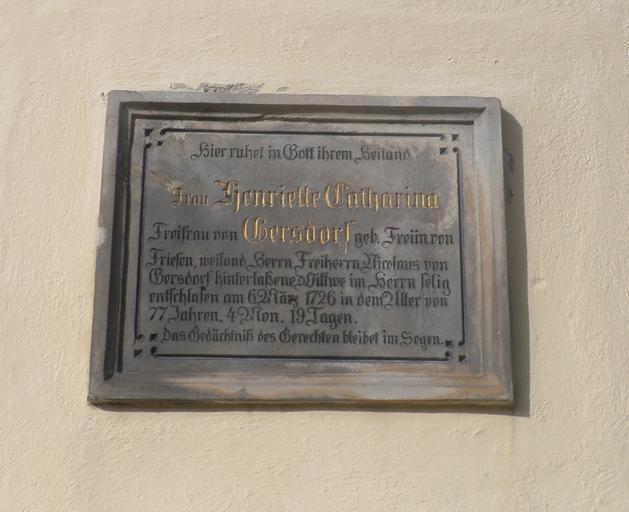 Hier ruhet in Gott ihrem Heiland
Frau Henriette Catharina
Freifrau von Gersdorf geb. Freiin von
Friesen, weiland Herrn Freiherrn Nicolaus von
Gersdorf hinterlaßene Wittwe im Herrn selig
entschlafen am 6. März 1726 in dem Alter von
77 Jahren. 4 Mon. 19 Tagen.
Das Gedächtniß des Gerechten bleibet im Segen.